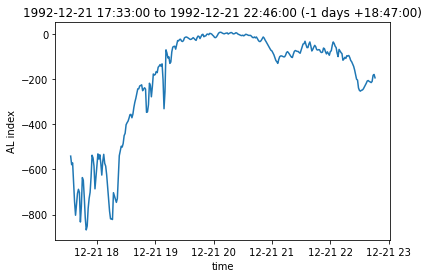 1992-12-21 17:33:00 to 1992-12-21 22:46:00 (-1 days +18:47:00)
0
−200
−400
−600
−800
AL index
12-21 18 12-21 19 12-21 20 12-21 21 12-21 22 12-21 23
time